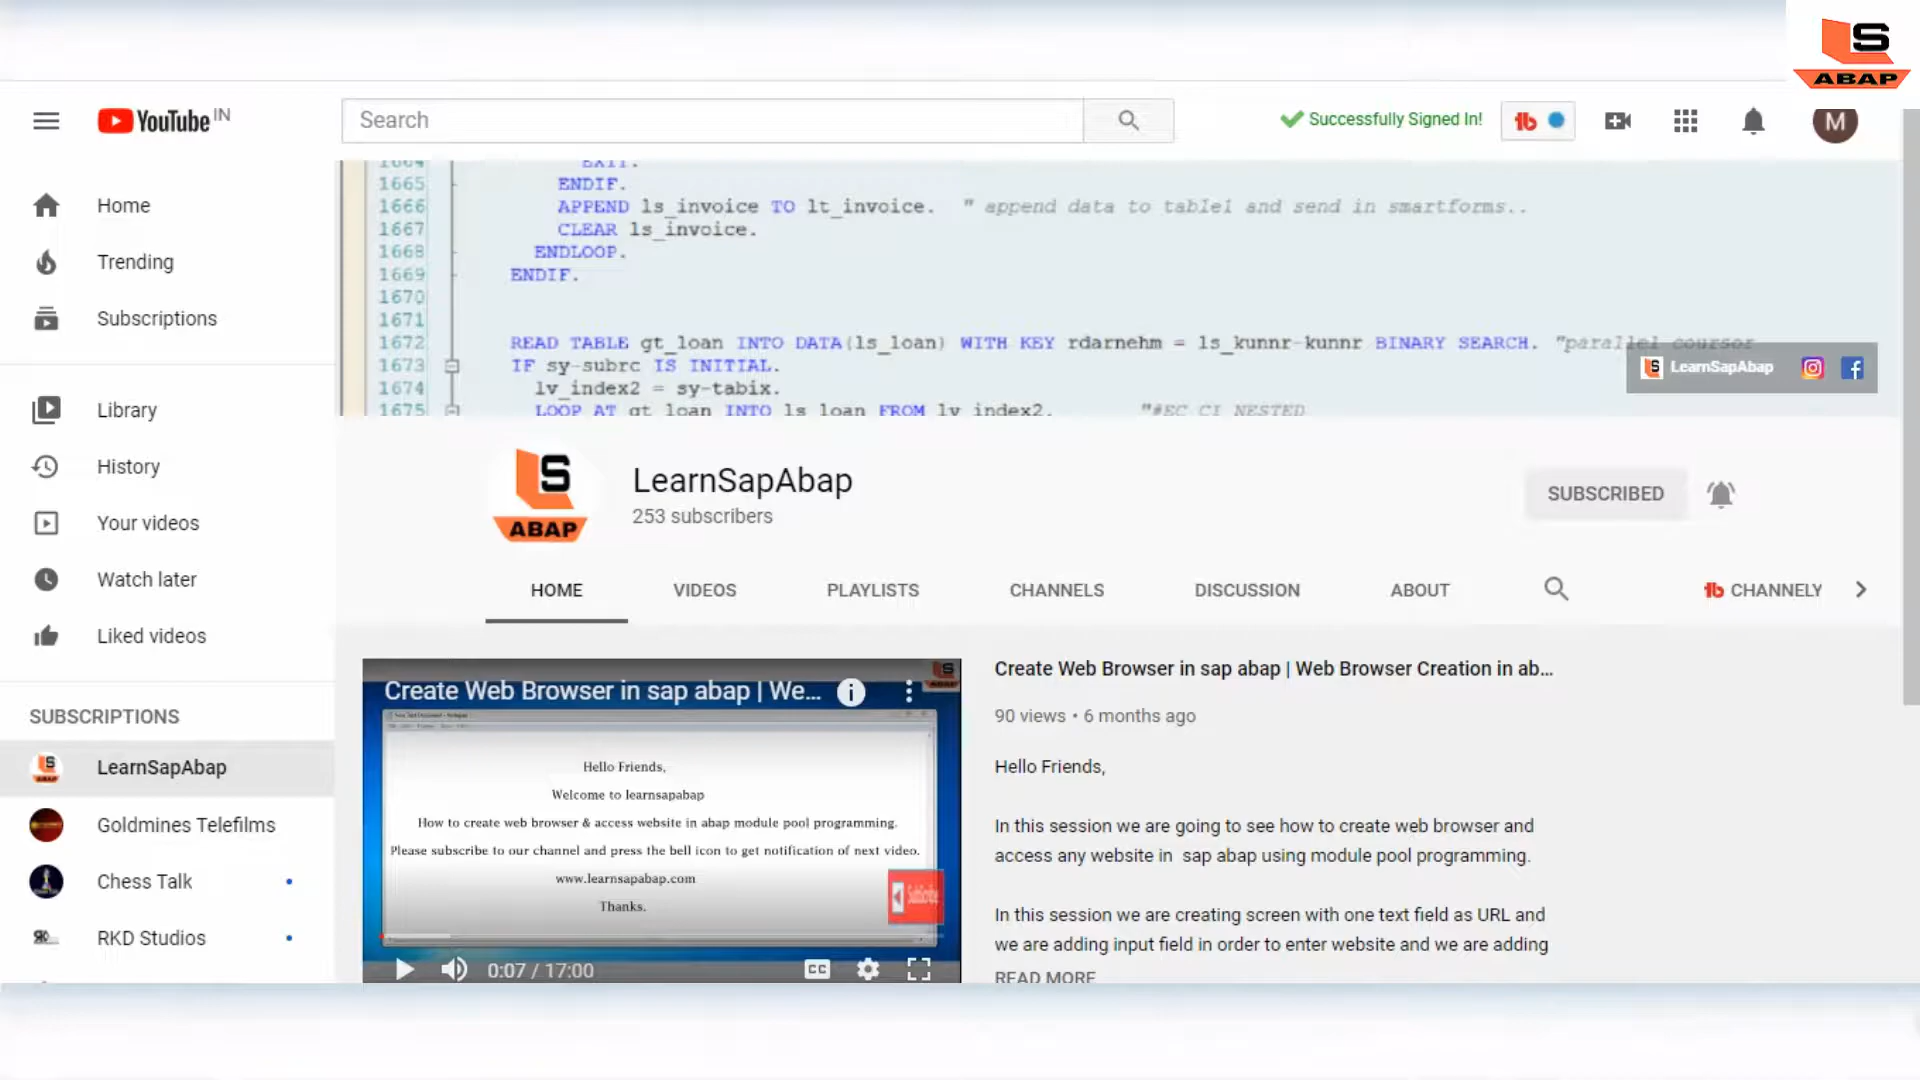 LS
ABAP
YouTube IN
Search
Successfully Signed In!
M
Home
Trending
Subscriptions
Library
History
Your videos
Watch later
Liked videos
SUBSCRIPTIONS
LearnSapAbap
Goldmines Telefilms
Chess Talk
RKD Studios
1664 EXIT.
1665 ENDIF.
1666 APPEND ls_invoice TO lt_invoice. " append data to table1 and send in smartforms..
1667 CLEAR ls_invoice.
1668 ENDLOOP.
1669 ENDIF.
1670
1671
1672 READ TABLE gt_loan INTO DATA(ls_loan) WITH KEY rdarnehm = ls_kunnr-kunnr BINARY SEARCH. "parallel coursor
1673 IF sy-subrc IS INITIAL.
1674 lv_index2 = sy-tabix.
1675 LOOP AT gt_loan INTO ls_loan FROM lv_index2. "#EC CI_NESTED
LearnSapAbap
LS
ABAP
LearnSapAbap
253 subscribers
SUBSCRIBED
HOME VIDEOS PLAYLISTS CHANNELS DISCUSSION ABOUT CHANNELY
Create Web Browser in sap abap | We...
Hello Friends,
Welcome to learnsapabap
How to create web browser & access website in abap module pool programming.
Please subscribe to our channel and press the bell icon to get notification of next video.
www.learnsapabap.com
Thanks.
Subscribe
0:07 / 17:00
CC
Create Web Browser in sap abap | Web Browser Creation in ab...
90 views • 6 months ago
Hello Friends,
In this session we are going to see how to create web browser and
access any website in sap abap using module pool programming.
In this session we are creating screen with one text field as URL and
we are adding input field in order to enter website and we are adding
READ MORE